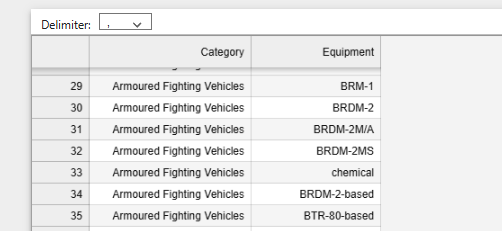 Delimiter: ,
Category Equipment
29 Armoured Fighting Vehicles BRM-1
30 Armoured Fighting Vehicles BRDM-2
31 Armoured Fighting Vehicles BRDM-2M/A
32 Armoured Fighting Vehicles BRDM-2MS
33 Armoured Fighting Vehicles chemical
34 Armoured Fighting Vehicles BRDM-2-based
35 Armoured Fighting Vehicles BTR-80-based